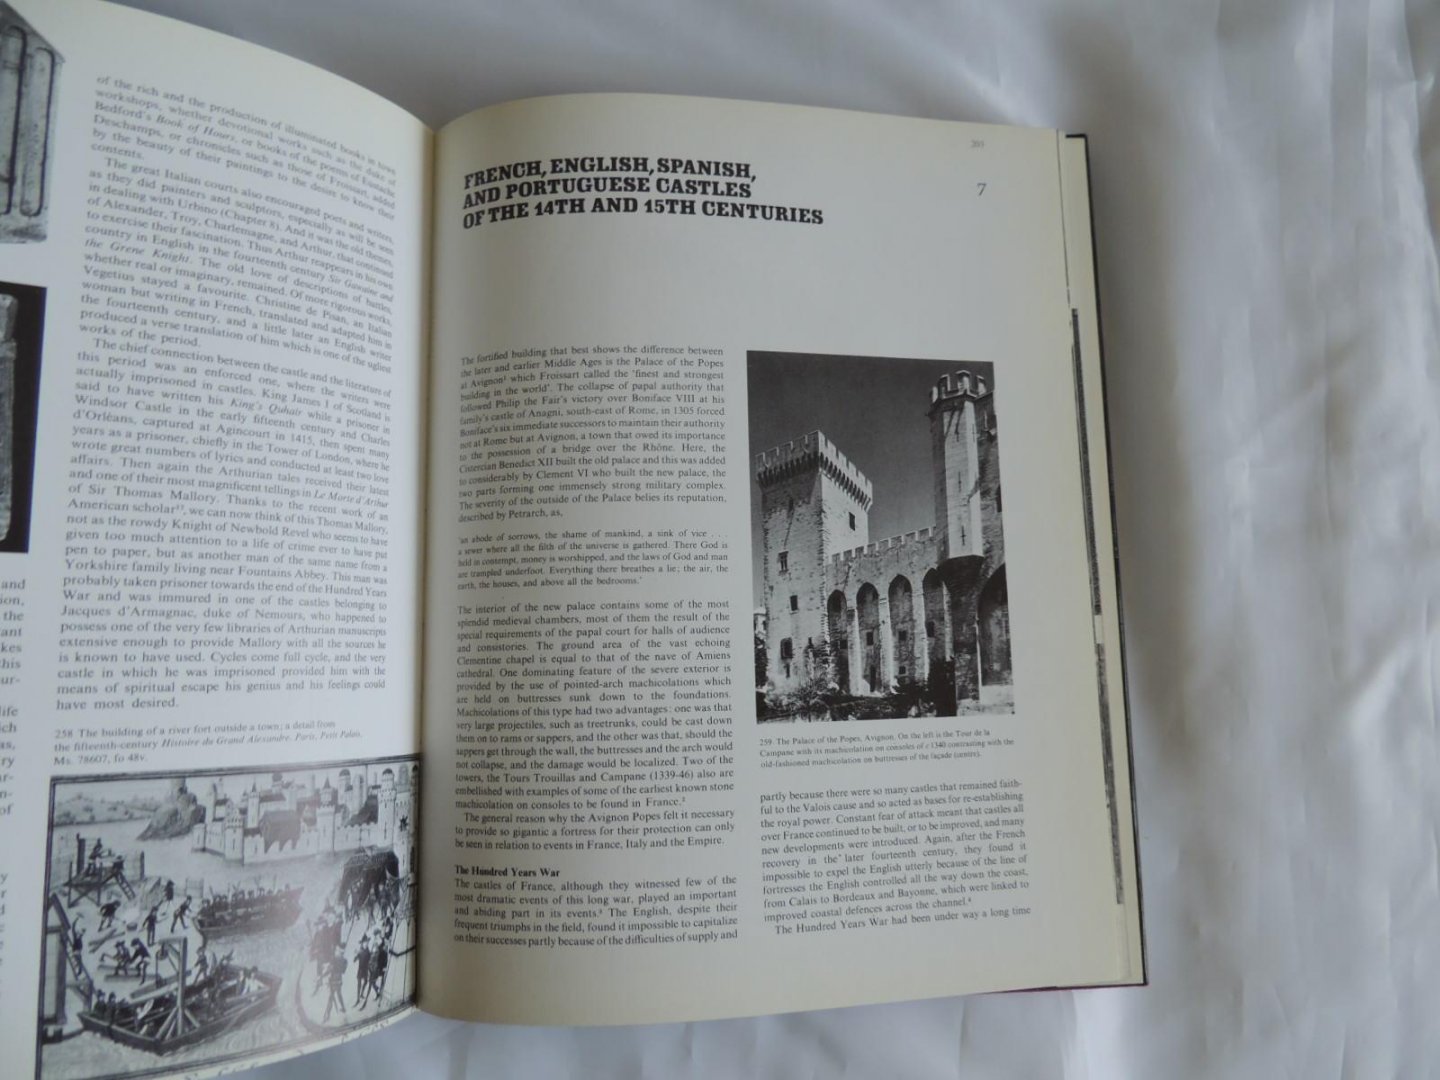 of the rich and the production of illuminated books in town
workshops, whether devotional works such as the duke of
Bedford's Book of Hours, or books of the poems of Eustache
Deschamps, or chronicles such as those of Froissart, added
by the beauty of their paintings to the desire to know their
contents.
The great Italian courts also encouraged poets and writers,
as they did painters and sculptors, especially as will be seen
in dealing with Urbino (Chapter 8). And it was the old themes,
of Alexander, Troy, Charlemagne, and Arthur, that continued
to exercise their fascination. Thus Arthur reappears in his own
country in English in the fourteenth century Sir Gawaine and
the Grene Knight. The old love of descriptions of battles,
whether real or imaginary, remained. Of more rigorous works,
Vegetius stayed a favourite. Christine de Pisan, an Italian
woman but writing in French, translated and adapted him in
the fourteenth century, and a little later an English writer
produced a verse translation of him which is one of the ugliest
works of the period.
The chief connection between the castle and the literature of
this period was an enforced one, where the writers were
actually imprisoned in castles. King James I of Scotland is
said to have written his King's Quhair while a prisoner in
Windsor Castle in the early fifteenth century and Charles
d'Orléans, captured at Agincourt in 1415, then spent many
years as a prisoner, chiefly in the Tower of London, where he
wrote great numbers of lyrics and conducted at least two love
affairs. Then again the Arthurian tales received their latest
and one of their most magnificent tellings in Le Morte d'Arthur
of Sir Thomas Mallory. Thanks to the recent work of an
American scholar¹⁷, we can now think of this Thomas Mallory,
not as the rowdy Knight of Newbold Revel who seems to have
given too much attention to a life of crime ever to have put
pen to paper, but as another man of the same name from a
Yorkshire family living near Fountains Abbey. This man was
probably taken prisoner towards the end of the Hundred Years
War and was immured in one of the castles belonging to
Jacques d'Armagnac, duke of Nemours, who happened to
possess one of the very few libraries of Arthurian manuscripts
extensive enough to provide Mallory with all the sources he
is known to have used. Cycles come full cycle, and the very
castle in which he was imprisoned provided him with the
means of spiritual escape his genius and his feelings could
have most desired.
258 The building of a river fort outside a town; a detail from
the fifteenth-century Histoire du Grand Alexandre. Paris, Petit Palais,
Ms. 78607, fo 48v.
FRENCH, ENGLISH, SPANISH,
AND PORTUGUESE CASTLES
OF THE 14TH AND 15TH CENTURIES
7
The fortified building that best shows the difference between
the later and earlier Middle Ages is the Palace of the Popes
at Avignon¹ which Froissart called the 'finest and strongest
building in the world'. The collapse of papal authority that
followed Philip the Fair's victory over Boniface VIII at his
family's castle of Anagni, south-east of Rome, in 1305 forced
Boniface's six immediate successors to maintain their authority
not at Rome but at Avignon, a town that owed its importance
to the possession of a bridge over the Rhône. Here, the
Cistercian Benedict XII built the old palace and this was added
to considerably by Clement VI who built the new palace, the
two parts forming one immensely strong military complex.
The severity of the outside of the Palace belies its reputation,
described by Petrarch, as,
'an abode of sorrows, the shame of mankind, a sink of vice . . .
a sewer where all the filth of the universe is gathered. There God is
held in contempt, money is worshipped, and the laws of God and man
are trampled underfoot. Everything there breathes a lie; the air, the
earth, the houses, and above all the bedrooms.'
The interior of the new palace contains some of the most
splendid medieval chambers, most of them the result of the
special requirements of the papal court for halls of audience
and consistories. The ground area of the vast echoing
Clementine chapel is equal to that of the nave of Amiens
cathedral. One dominating feature of the severe exterior is
provided by the use of pointed-arch machicolations which
are held on buttresses sunk down to the foundations.
Machicolations of this type had two advantages: one was that
very large projectiles, such as treetrunks, could be cast down
them on to rams or sappers, and the other was that, should the
sappers get through the wall, the buttresses and the arch would
not collapse, and the damage would be localized. Two of the
towers, the Tours Trouillas and Campane (1339-46) also are
embellished with examples of some of the earliest known stone
machicolation on consoles to be found in France.²
The general reason why the Avignon Popes felt it necessary
to provide so gigantic a fortress for their protection can only
be seen in relation to events in France, Italy and the Empire.
The Hundred Years War
The castles of France, although they witnessed few of the
most dramatic events of this long war, played an important
and abiding part in its events.³ The English, despite their
frequent triumphs in the field, found it impossible to capitalize
on their successes partly because of the difficulties of supply and
259 The Palace of the Popes, Avignon. On the left is the Tour de la
Campane with its machicolation on consoles of c1340 contrasting with the
old-fashioned machicolation on buttresses of the façade (centre).
partly because there were so many castles that remained faith-
ful to the Valois cause and so acted as bases for re-establishing
the royal power. Constant fear of attack meant that castles all
over France continued to be built, or to be improved, and many
new developments were introduced. Again, after the French
recovery in the later fourteenth century, they found it
impossible to expel the English utterly because of the line of
fortresses the English controlled all the way down the coast,
from Calais to Bordeaux and Bayonne, which were linked to
improved coastal defences across the channel.⁴
The Hundred Years War had been under way a long time